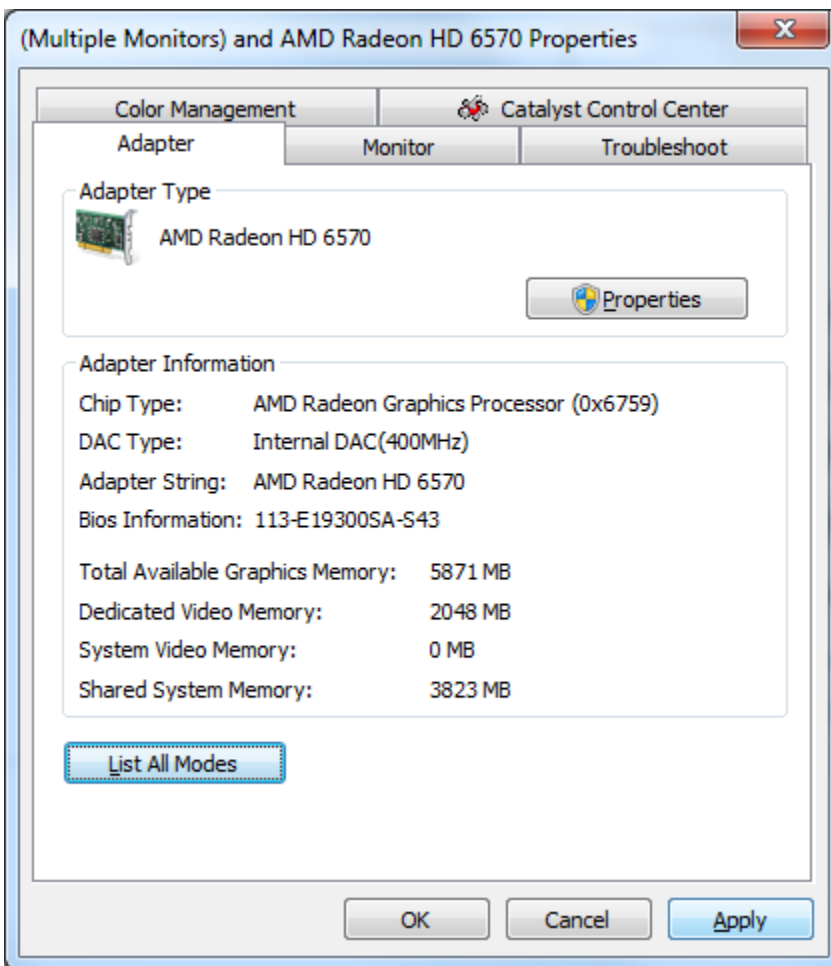 (Multiple Monitors) and AMD Radeon HD 6570 Properties
Color Management Catalyst Control Center
Adapter Monitor Troubleshoot
Adapter Type
AMD Radeon HD 6570
Properties
Adapter Information
Chip Type: AMD Radeon Graphics Processor (0x6759)
DAC Type: Internal DAC(400MHz)
Adapter String: AMD Radeon HD 6570
Bios Information: 113-E19300SA-S43
Total Available Graphics Memory: 5871 MB
Dedicated Video Memory: 2048 MB
System Video Memory: 0 MB
Shared System Memory: 3823 MB
List All Modes
OK Cancel Apply